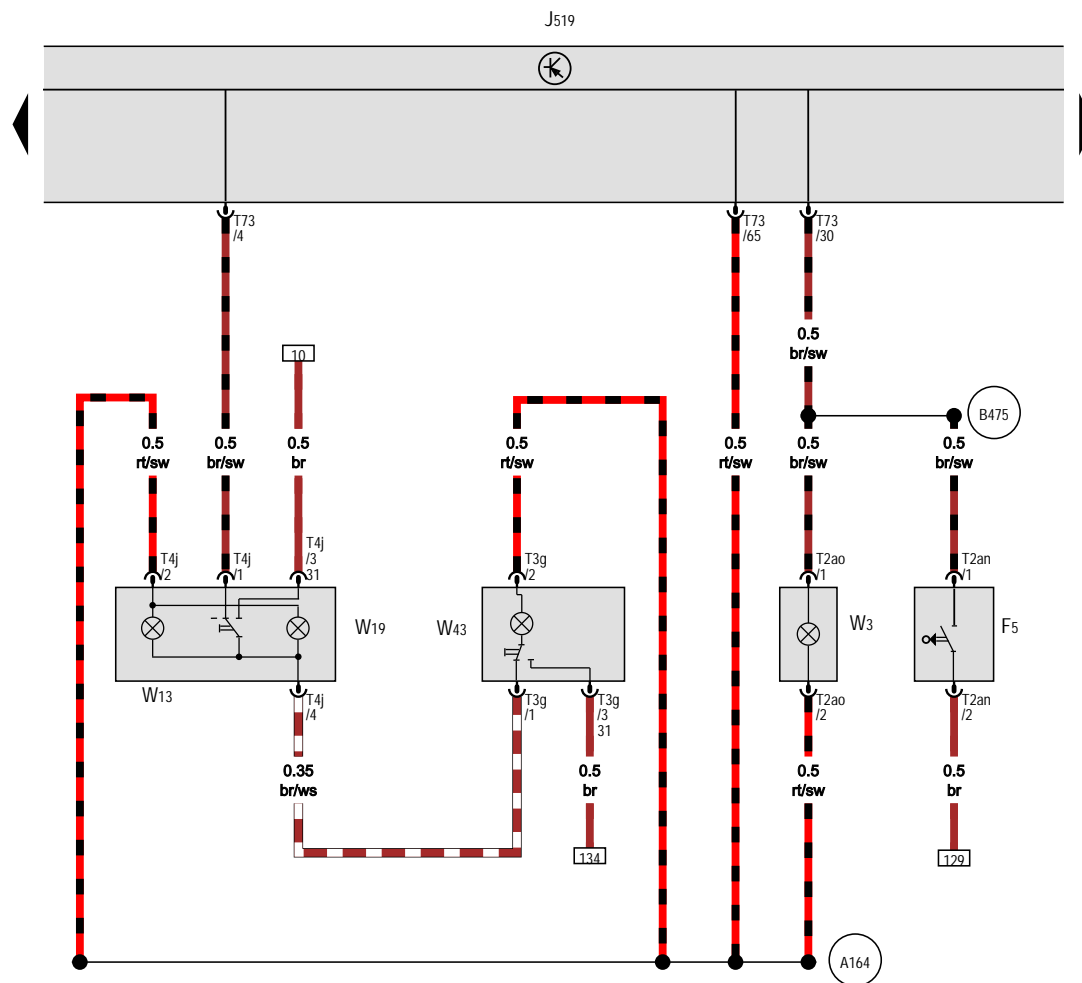 J519
T73
/4
T73
/65
T73
/30
0.5
br/sw
10
B475
0.5
rt/sw
0.5
br/sw
0.5
br
0.5
rt/sw
0.5
rt/sw
0.5
br/sw
0.5
br/sw
T4j
/2
T4j
/1
T4j
/3
31
T3g
/2
T2ao
/1
T2an
/1
W19
W43
W3
F5
W13
T4j
/4
T3g
/1
T3g
/3
31
T2ao
/2
T2an
/2
0.35
br/ws
0.5
br
0.5
rt/sw
0.5
br
134
129
A164